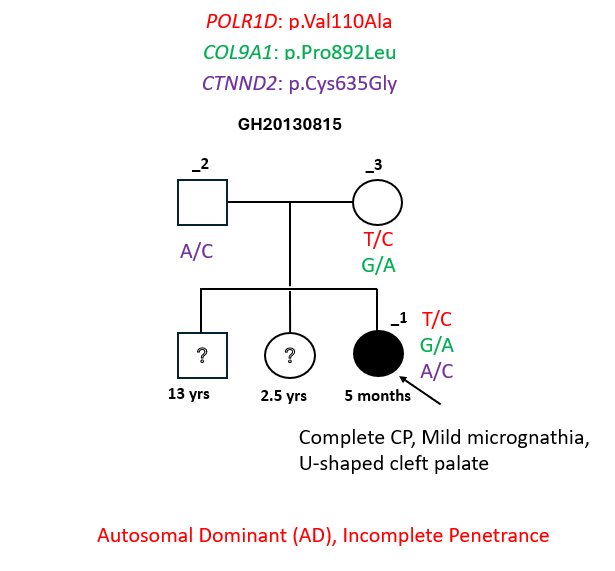 POLR1D: p.Val110Ala
COL9A1: p.Pro892Leu
CTNND2: p.Cys635Gly
GH20130815
_2
_3
A/C
T/C
G/A
_1
T/C
G/A
A/C
?
?
13 yrs
2.5 yrs
5 months
Complete CP, Mild micrognathia,
U-shaped cleft palate
Autosomal Dominant (AD), Incomplete Penetrance